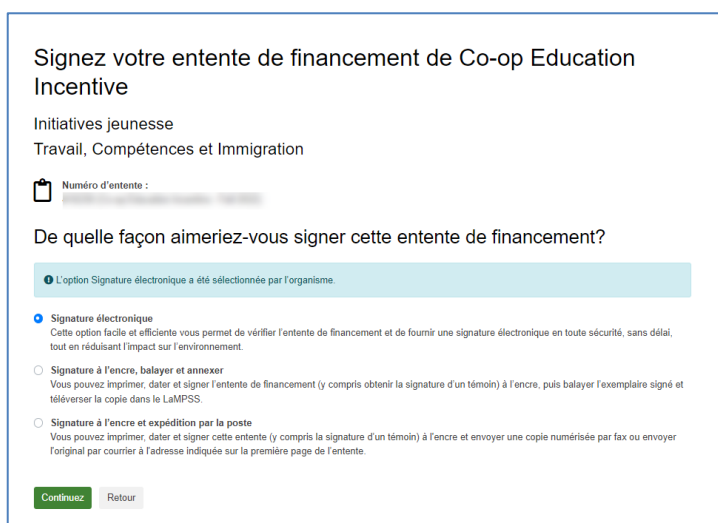 Signez votre entente de financement de Co-op Education
Incentive
Initiatives jeunesse
Travail, Compétences et Immigration
Numéro d'entente :
De quelle façon aimeriez-vous signer cette entente de financement?
L'option Signature électronique a été sélectionnée par l'organisme.
Signature électronique
Cette option facile et efficiente vous permet de vérifier l'entente de financement et de fournir une signature électronique en toute sécurité, sans délai,
tout en réduisant l'impact sur l'environnement.
Signature à l'encre, balayer et annexer
Vous pouvez imprimer, dater et signer l'entente de financement (y compris obtenir la signature d'un témoin) à l'encre, puis balayer l'exemplaire signé et
téléverser la copie dans le LaMPSS.
Signature à l'encre et expédition par la poste
Vous pouvez imprimer, dater et signer cette entente (y compris la signature d'un témoin) à l'encre et envoyer une copie numérisée par fax ou envoyer
l'original par courrier à l'adresse indiquée sur la première page de l'entente.
Continuez Retour